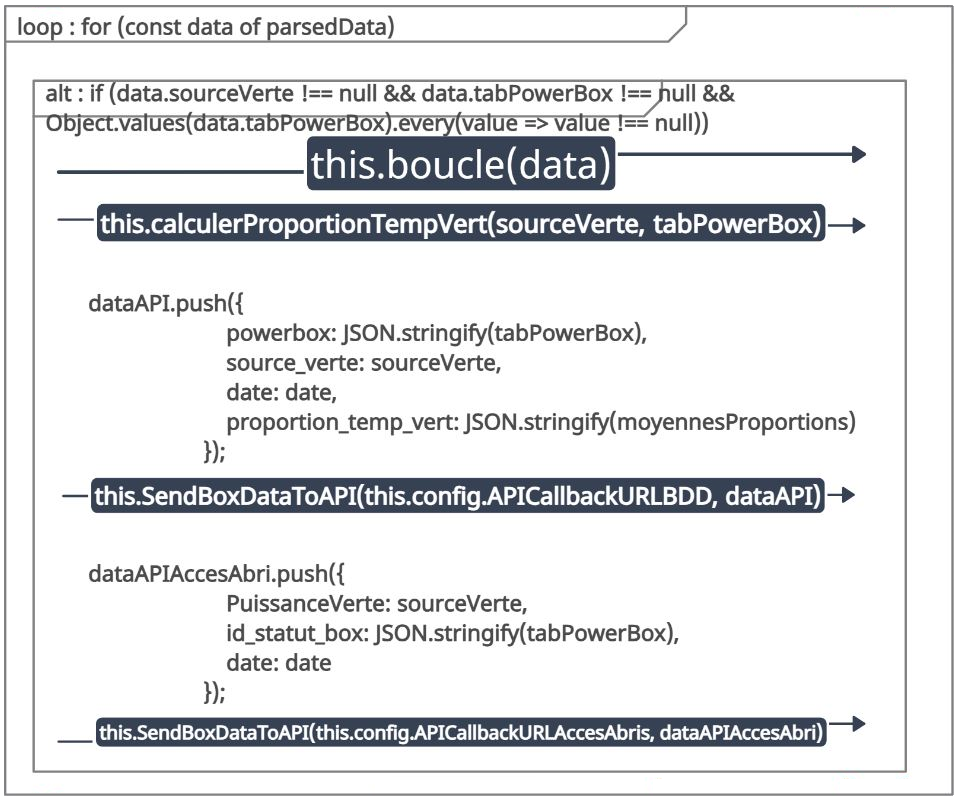 loop : for (const data of parsedData)
alt : if (data.sourceVerte !== null && data.tabPowerBox !== null &&
Object.values(data.tabPowerBox).every(value => value !== null))
this.boucle(data)
this.calculerProportionTempVert(sourceVerte, tabPowerBox)
dataAPI.push({
powerbox: JSON.stringify(tabPowerBox),
source_verte: sourceVerte,
date: date,
proportion_temp_vert: JSON.stringify(moyennesProportions)
});
this.SendBoxDataToAPI(this.config.APICallbackURLBDD, dataAPI)
dataAPIAccesAbri.push({
PuissanceVerte: sourceVerte,
id_statut_box: JSON.stringify(tabPowerBox),
date: date
});
this.SendBoxDataToAPI(this.config.APICallbackURLAccesAbris, dataAPIAccesAbri)